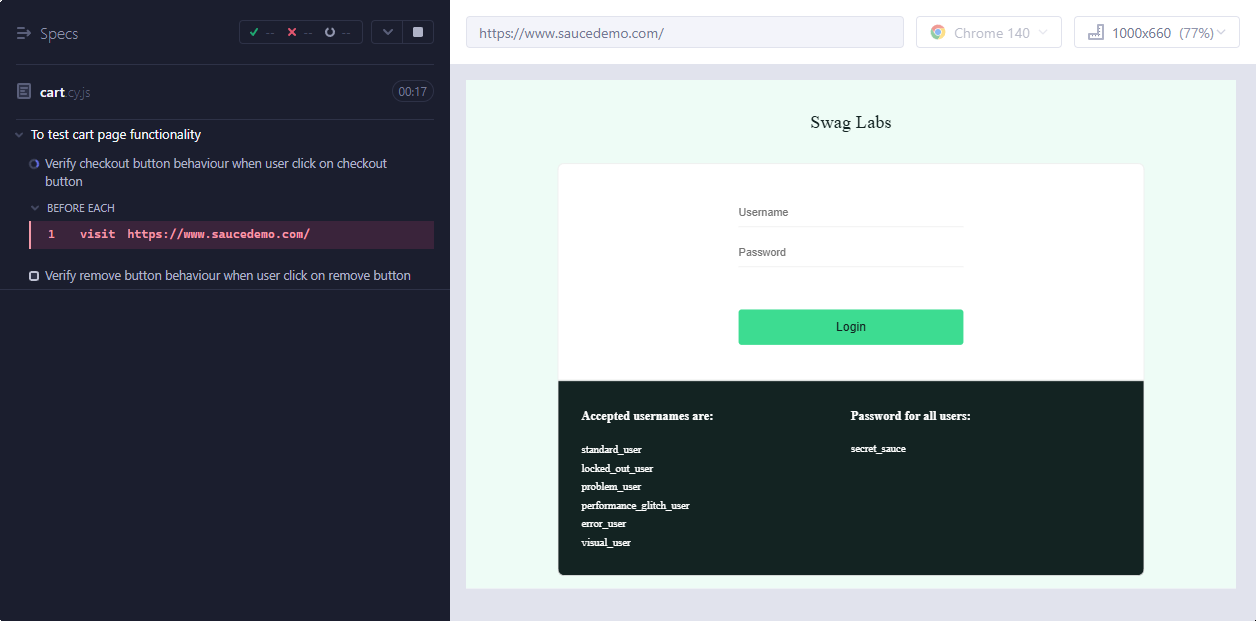 Specs
-- -- --
cart.cy.js 00:17
To test cart page functionality
Verify checkout button behaviour when user click on checkout
button
BEFORE EACH
1 visit https://www.saucedemo.com/
Verify remove button behaviour when user click on remove button
https://www.saucedemo.com/
Chrome 140
1000x660 (77%)
Swag Labs
Username
Password
Login
Accepted usernames are:
standard_user
locked_out_user
problem_user
performance_glitch_user
error_user
visual_user
Password for all users:
secret_sauce